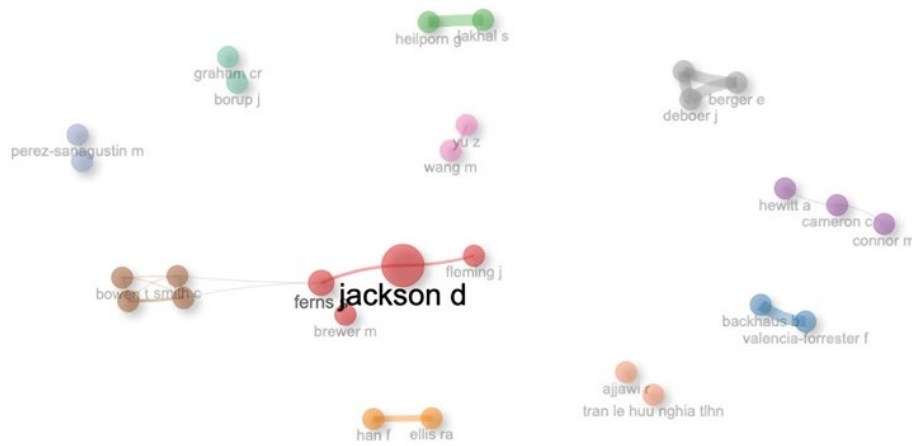 heilporn g
lakhal s
graham cr
borup j
berger e
deboer j
perez-sanagustin m
yu z
wang m
hewitt a
cameron c
connor m
fleming j
bowen t
smith c
ferns
jackson d
brewer m
backhaus b
valencia-forrester f
ajjawi r
tran le huu nghia tlhn
han f
ellis ra